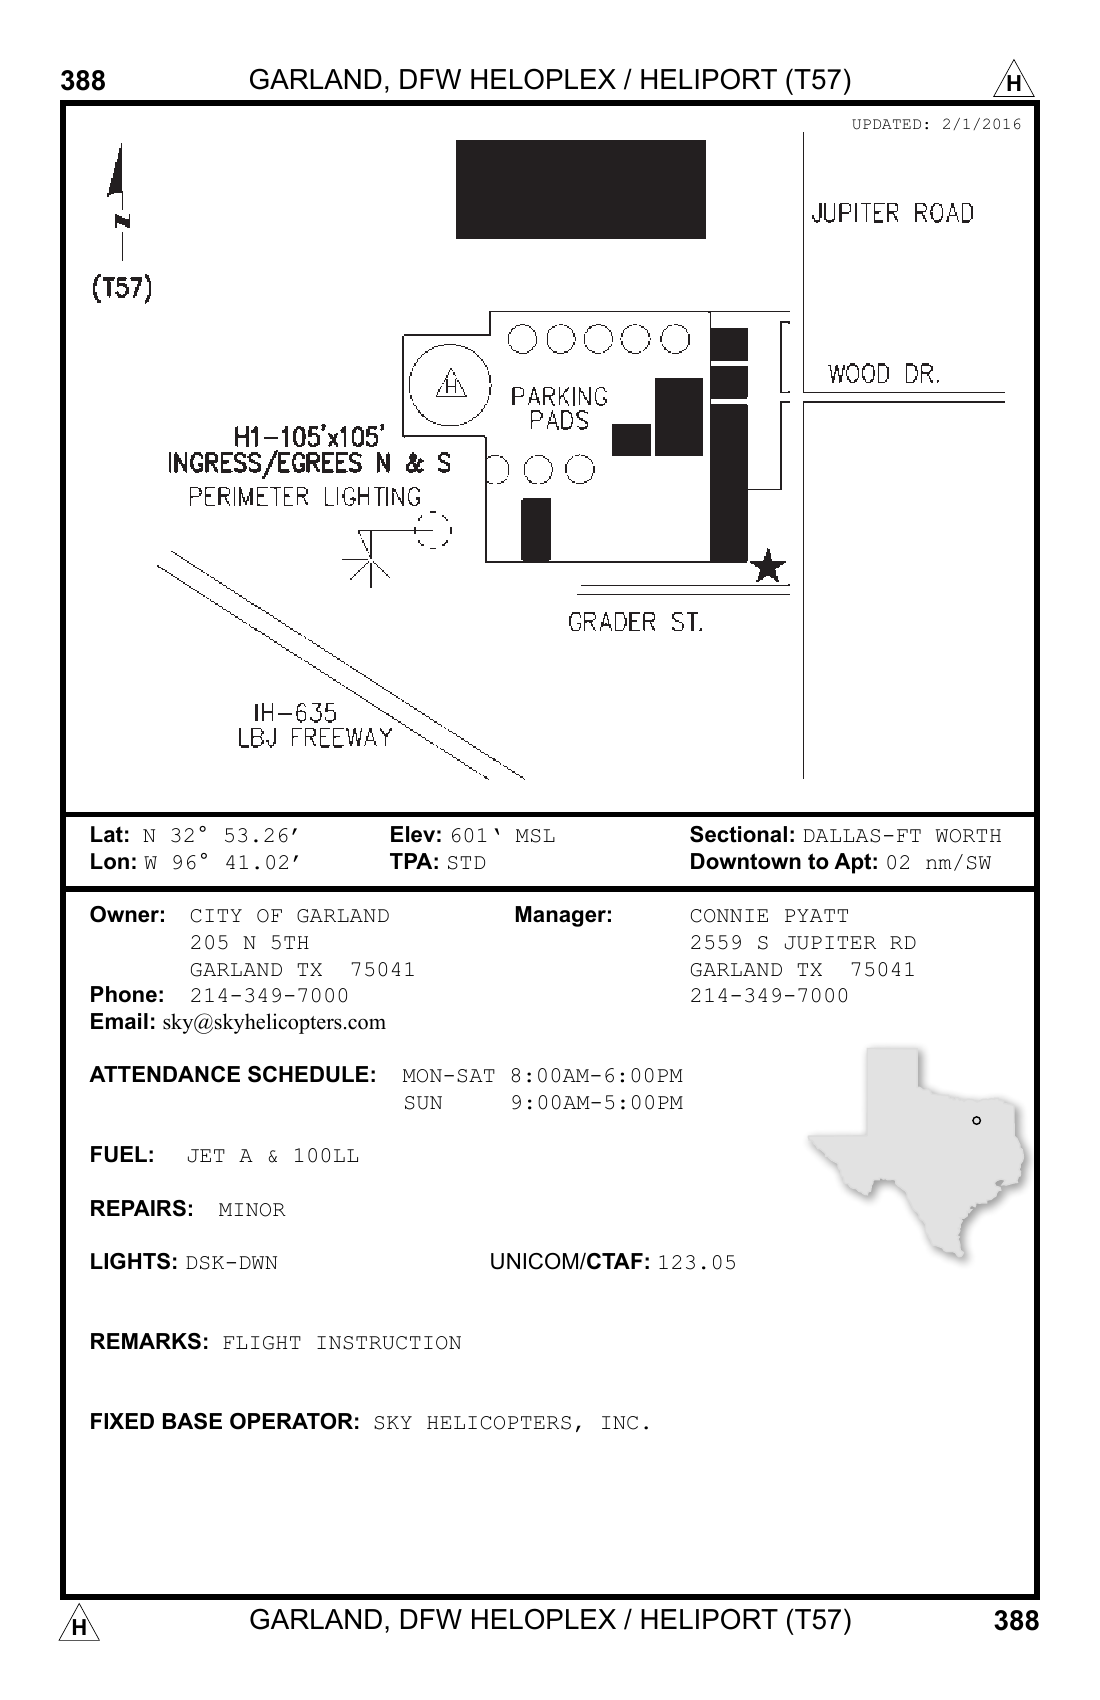 388 GARLAND, DFW HELOPLEX / HELIPORT (T57) H
UPDATED: 2/1/2016
JUPITER ROAD
N
(T57)
WOOD DR.
H
PARKING
PADS
H1-105'x105'
INGRESS/EGREES N & S
PERIMETER LIGHTING
GRADER ST.
IH-635
LBJ FREEWAY
Lat: N 32° 53.26’ Elev: 601‘ MSL Sectional: DALLAS-FT WORTH
Lon: W 96° 41.02’ TPA: STD Downtown to Apt: 02 nm/SW
Owner: CITY OF GARLAND Manager: CONNIE PYATT
205 N 5TH 2559 S JUPITER RD
GARLAND TX 75041 GARLAND TX 75041
Phone: 214-349-7000 214-349-7000
Email: sky@skyhelicopters.com
ATTENDANCE SCHEDULE: MON-SAT 8:00AM-6:00PM
SUN 9:00AM-5:00PM
FUEL: JET A & 100LL
REPAIRS: MINOR
LIGHTS: DSK-DWN UNICOM/CTAF: 123.05
REMARKS: FLIGHT INSTRUCTION
FIXED BASE OPERATOR: SKY HELICOPTERS, INC.
H GARLAND, DFW HELOPLEX / HELIPORT (T57) 388